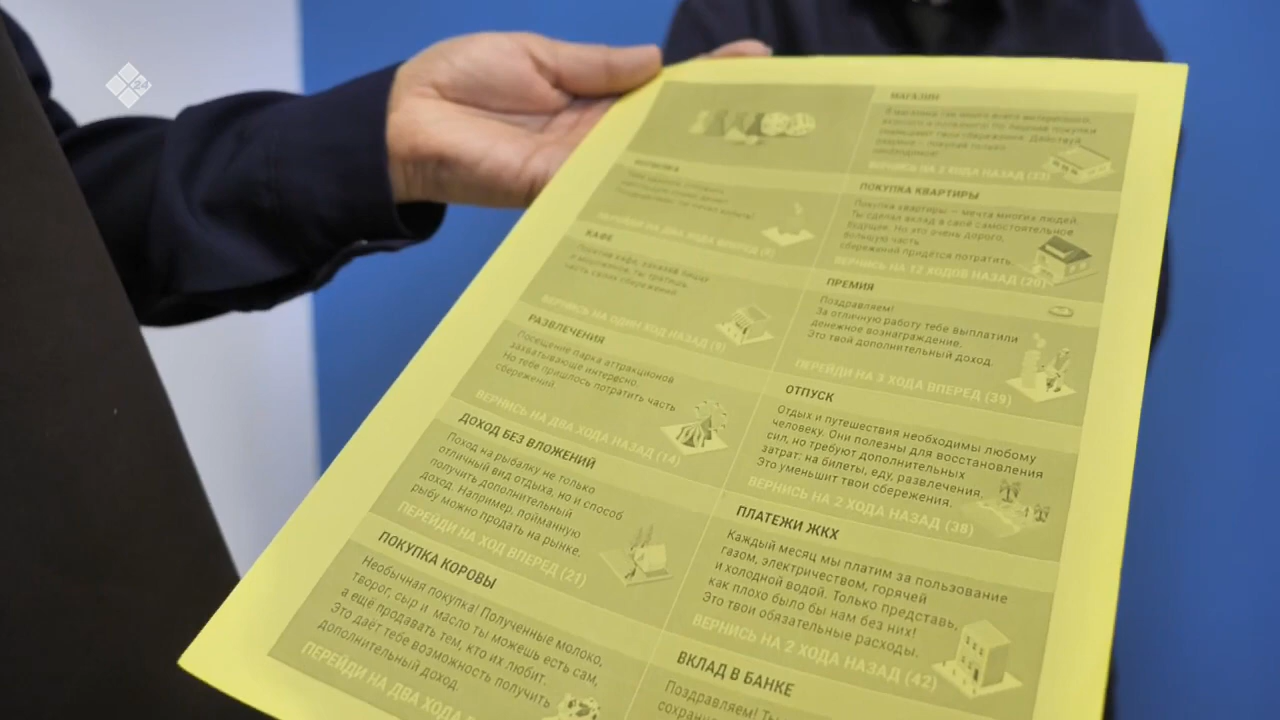 24
МАГАЗИН
ВЕРНИСЬ НА 2 ХОДА НАЗАД (23)
КОПИЛКА
КАФЕ
часть своих сбережений.
ВЕРНИСЬ НА ОДИН ХОД НАЗАД (9)
РАЗВЛЕЧЕНИЯ
Посещение парка аттракционов
захватывающе интересно.
Но тебе пришлось потратить часть
сбережений.
ВЕРНИСЬ НА ДВА ХОДА НАЗАД (14)
ДОХОД БЕЗ ВЛОЖЕНИЙ
Поход на рыбалку не только
отличный вид отдыха, но и способ
получить дополнительный
доход. Например, пойманную
рыбу можно продать на рынке.
ПЕРЕЙДИ НА ХОД ВПЕРЕД (21)
ПОКУПКА КОРОВЫ
Необычная покупка! Полученные молоко,
творог, сыр и масло ты можешь есть сам,
а ещё продавать тем, кто их любит.
Это даёт тебе возможность получить
дополнительный доход.
ПЕРЕЙДИ НА ДВА ХОДА
ПОКУПКА КВАРТИРЫ
Покупка квартиры — мечта многих людей.
Ты сделал вклад в своё самостоятельное
будущее. Но это очень дорого,
большую часть
сбережений придётся потратить.
ВЕРНИСЬ НА 12 ХОДОВ НАЗАД (20)
ПРЕМИЯ
Поздравляем!
За отличную работу тебе выплатили
денежное вознаграждение.
Это твой дополнительный доход.
ПЕРЕЙДИ НА 3 ХОДА ВПЕРЕД (39)
ОТПУСК
Отдых и путешествия необходимы любому
человеку. Они полезны для восстановления
сил, но требуют дополнительных
затрат: на билеты, еду, развлечения.
Это уменьшит твои сбережения.
ВЕРНИСЬ НА 2 ХОДА НАЗАД (38)
ПЛАТЕЖИ ЖКХ
Каждый месяц мы платим за пользование
газом, электричеством, горячей
и холодной водой. Только представь,
как плохо было бы нам без них!
Это твои обязательные расходы.
ВЕРНИСЬ НА 2 ХОДА НАЗАД (42)
ВКЛАД В БАНКЕ
Поздравляем! Ты